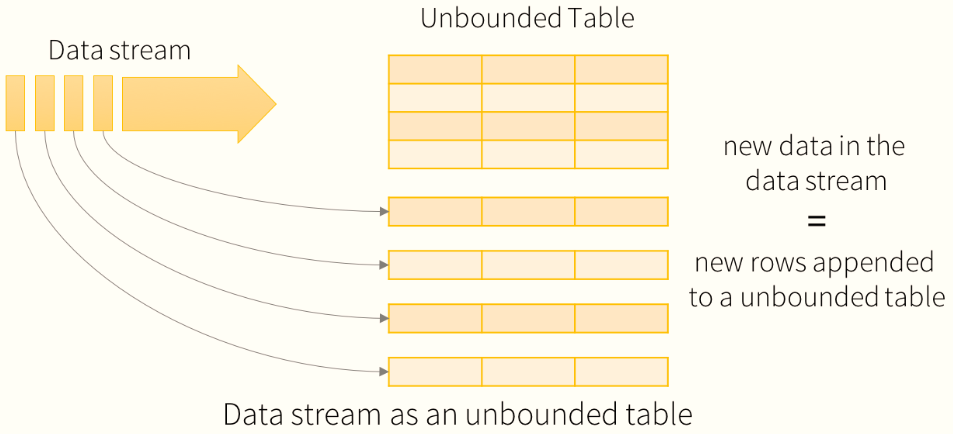 Unbounded Table
Data stream
new data in the
data stream
=
new rows appended
to a unbounded table
Data stream as an unbounded table